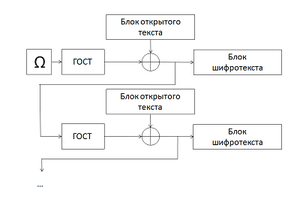 Блок открытого
текста
Ω
ГОСТ
Блок
шифротекста
Блок открытого
текста
ГОСТ
Блок
шифротекста
...